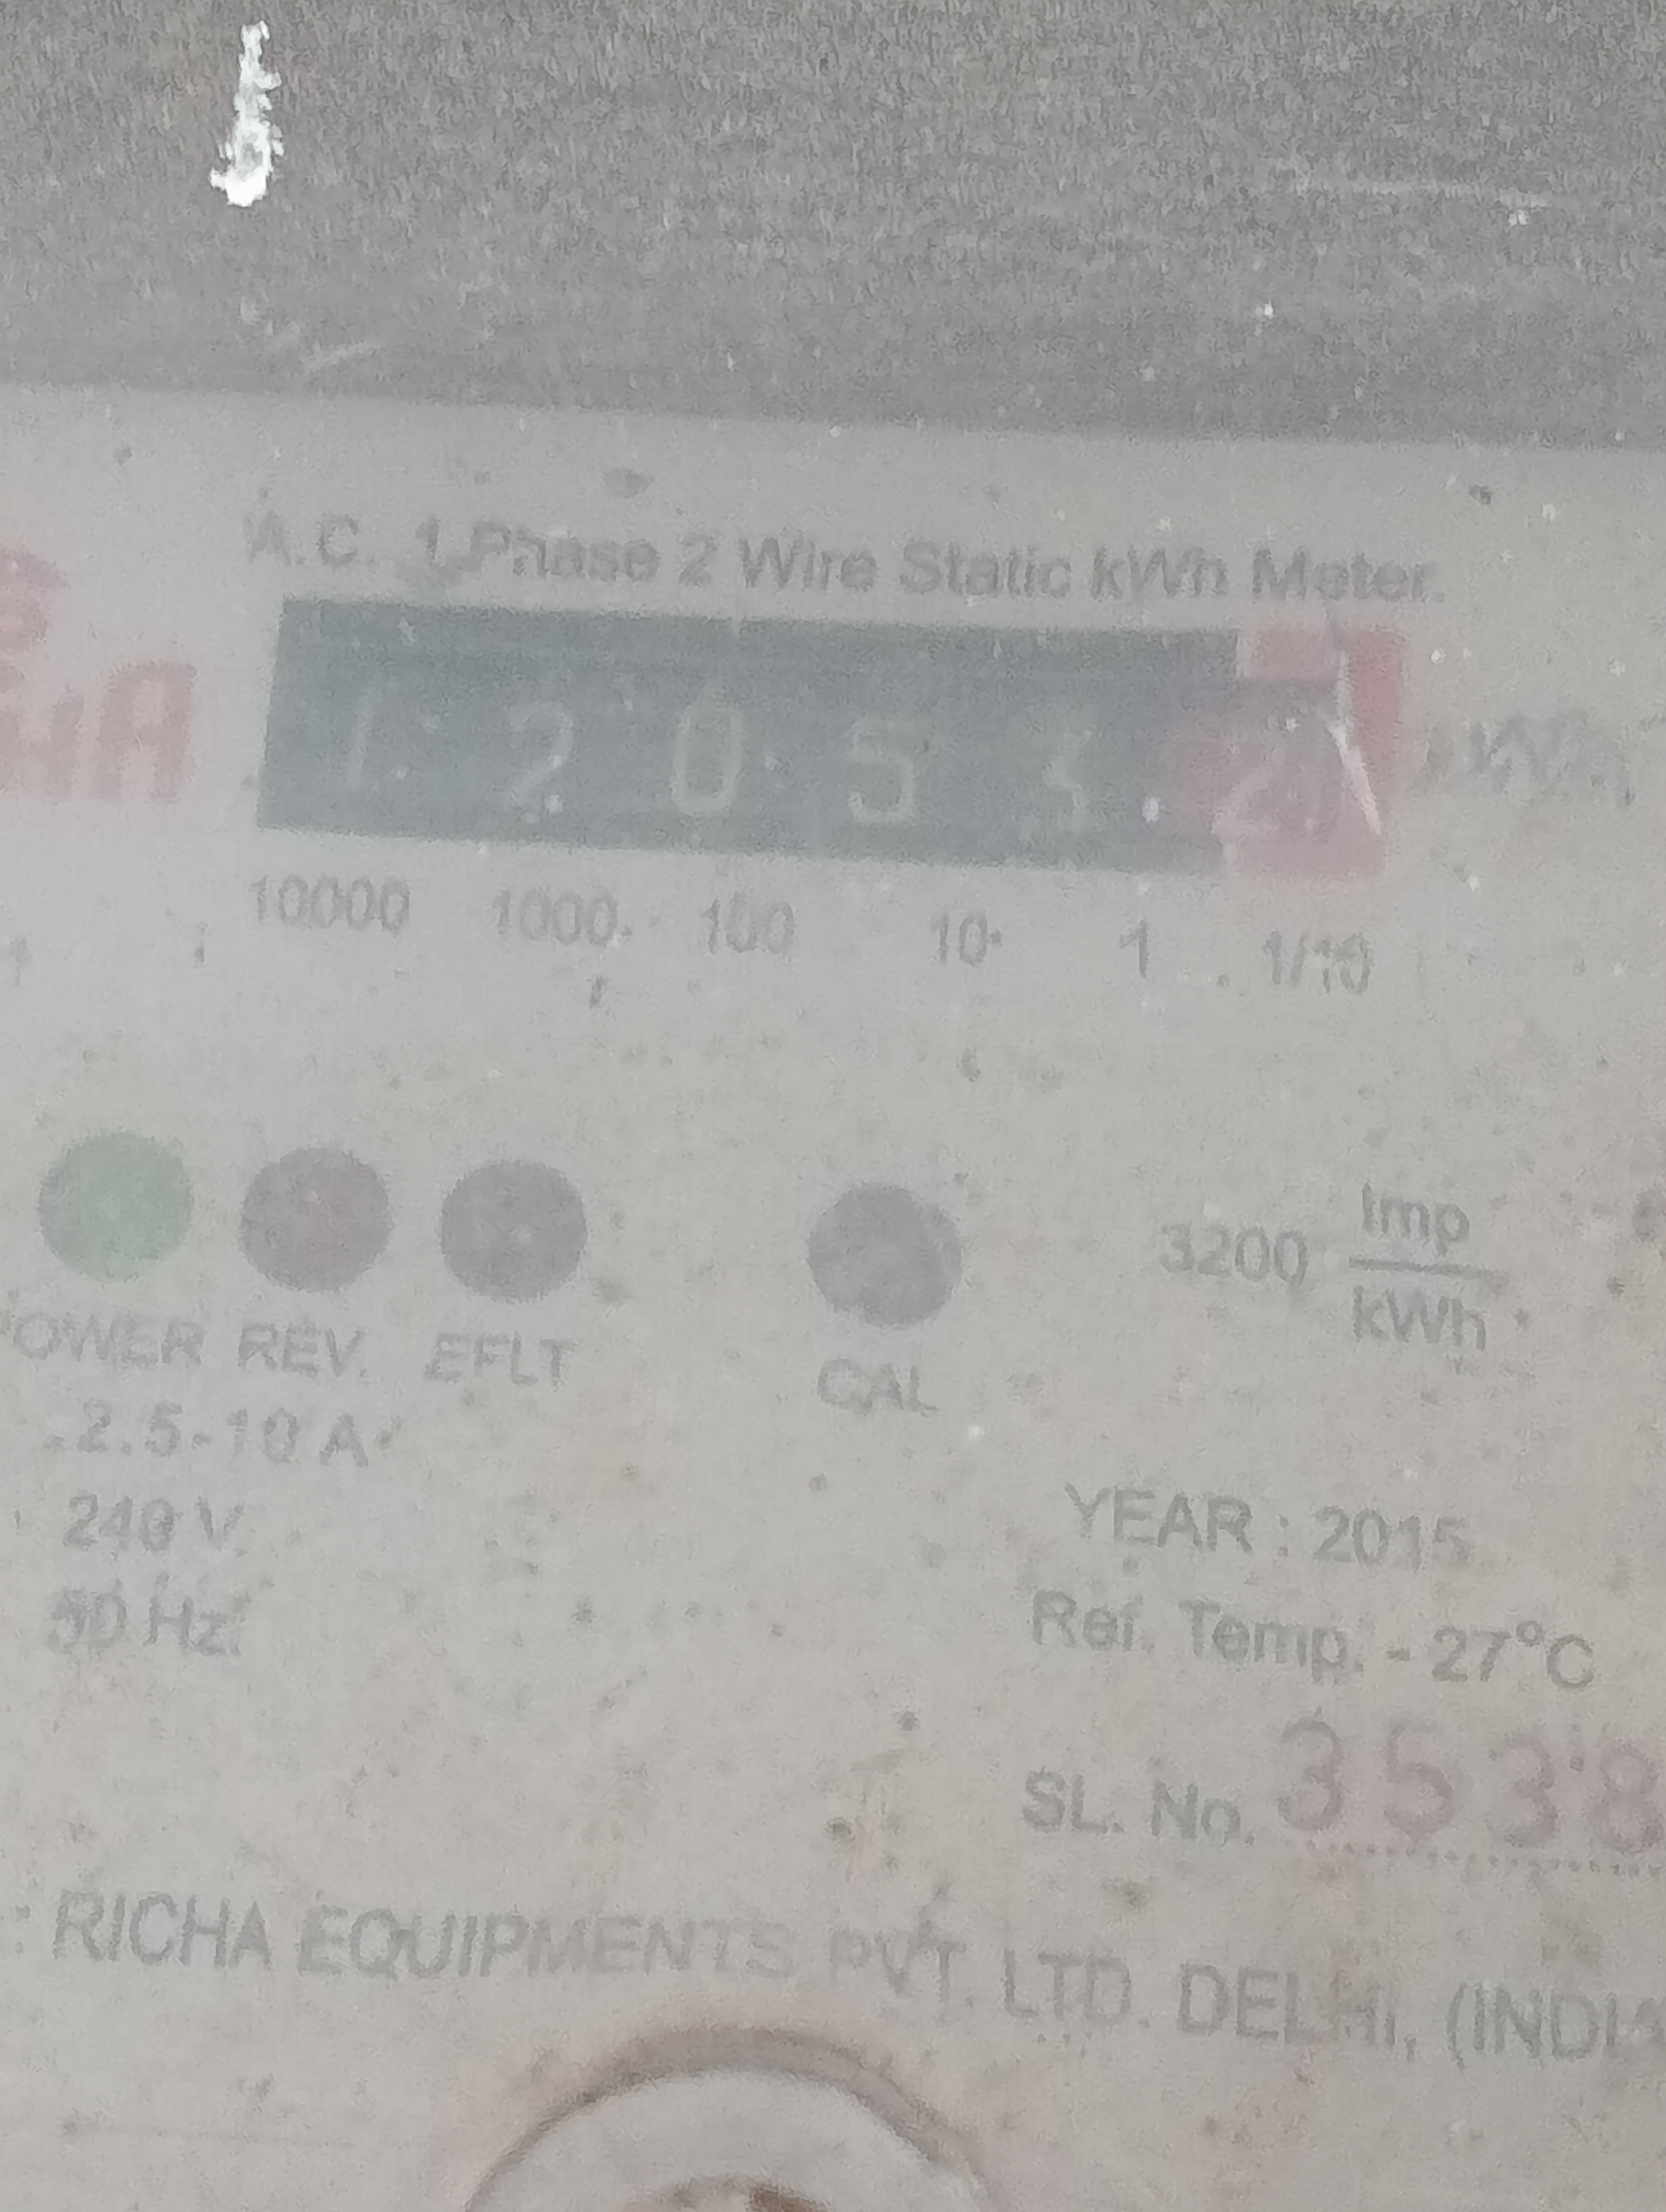 A.C. 1 Phase 2 Wire Static kWh Meter.
1 2 0 5 3 2
10000 1000 100 10 1 1/10
3200 Imp/kWh
POWER REV. EFLT CAL
2.5-10 A
240 V
50 Hz
YEAR : 2015
Ref. Temp. - 27°C
SL. No. 3538
: RICHA EQUIPMENTS PVT. LTD. DELHI, (INDIA